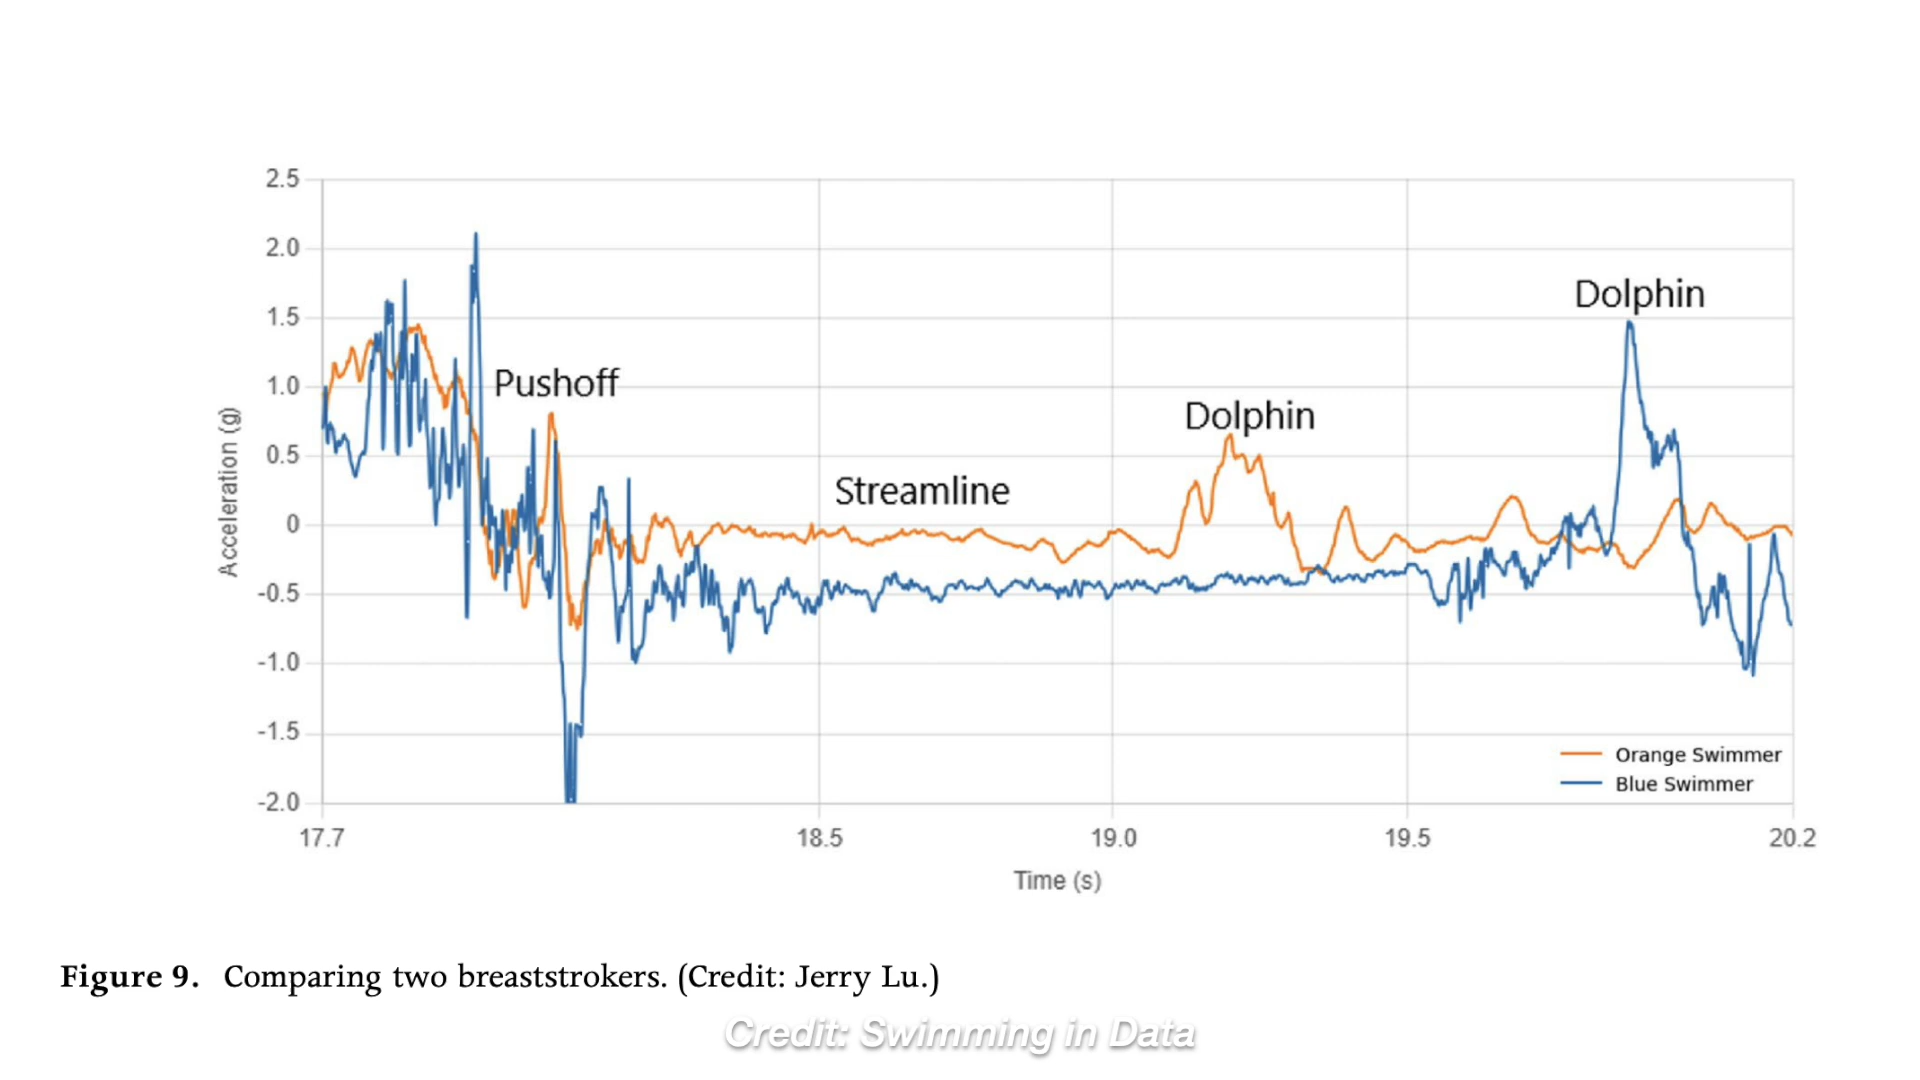 2.5
2.0
1.5
1.0
0.5
0
-0.5
-1.0
-1.5
-2.0
Acceleration (g)
Pushoff
Streamline
Dolphin
Dolphin
Orange Swimmer
Blue Swimmer
17.7 18.5 19.0 19.5 20.2
Time (s)
Figure 9. Comparing two breaststrokers. (Credit: Jerry Lu.)
Credit: Swimming in Data